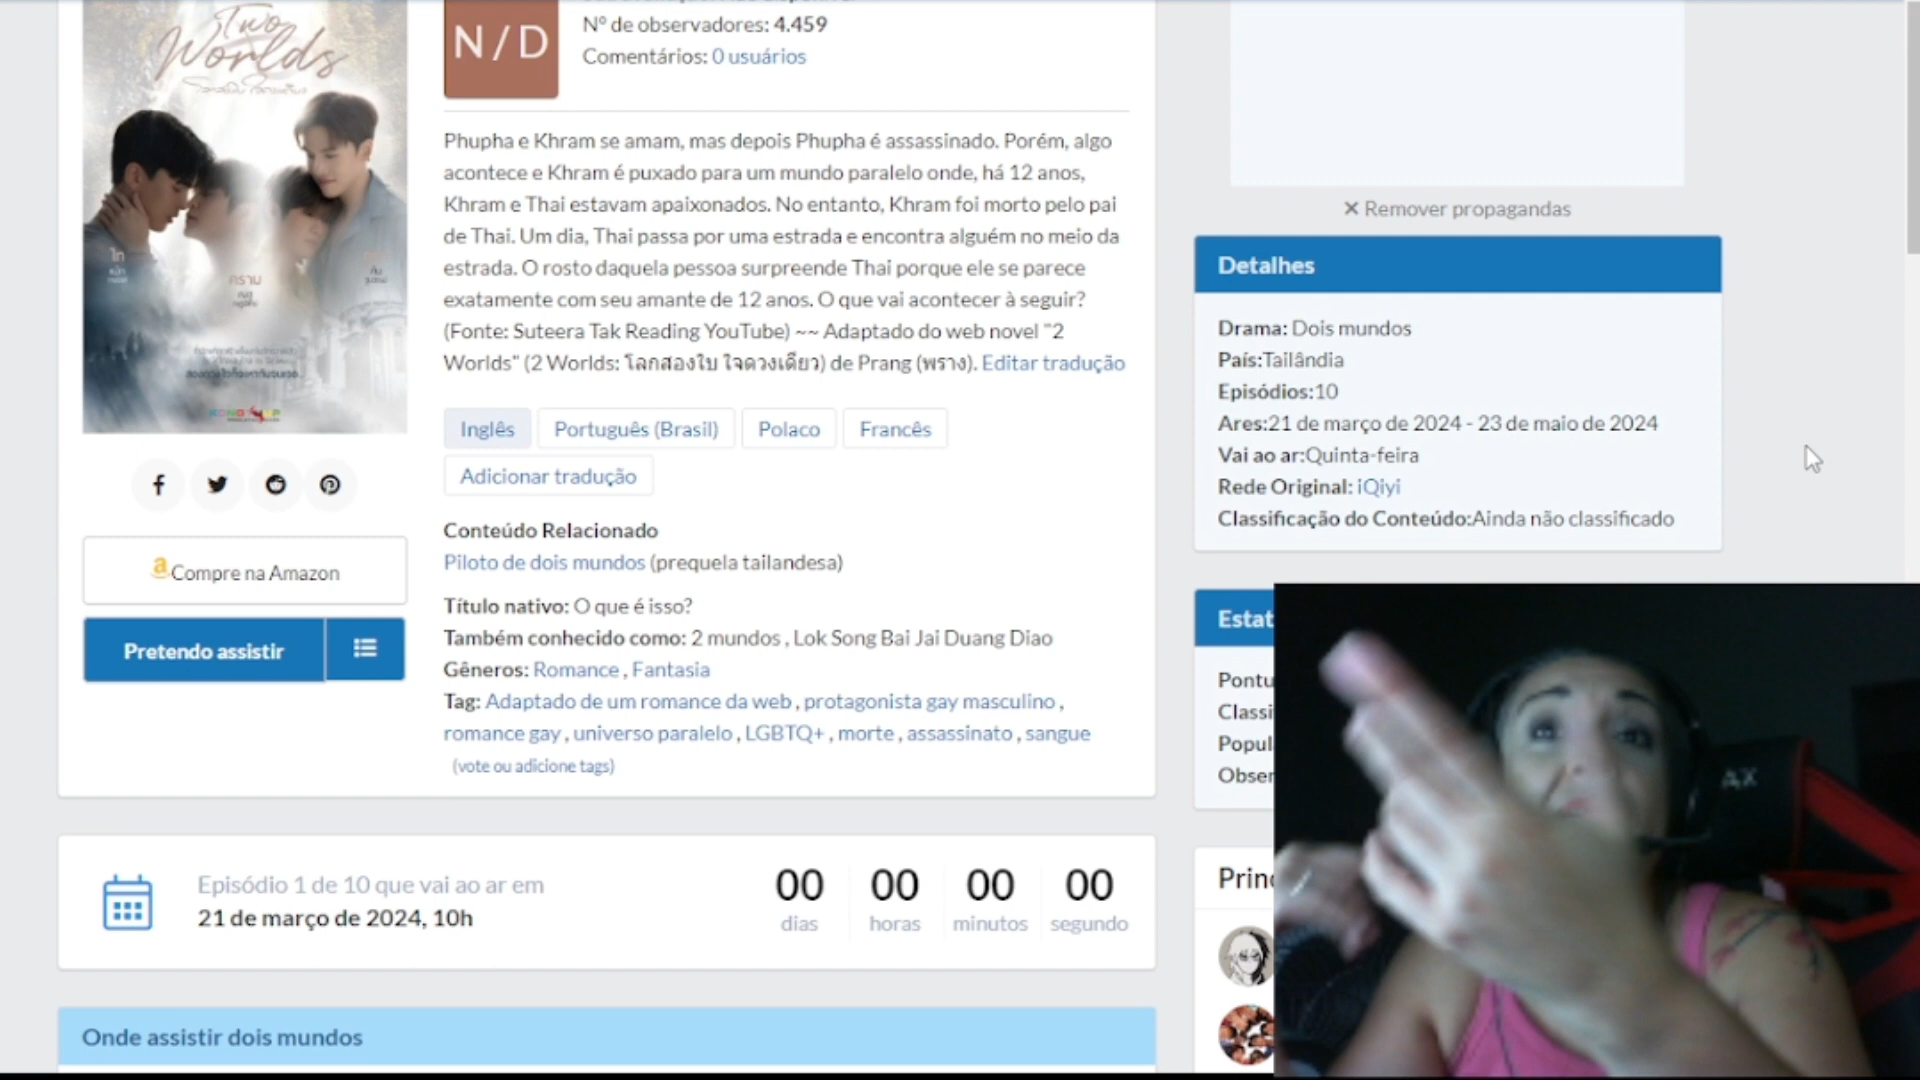 Two
Worlds
N/D
Nº de observadores: 4.459
Comentários: 0 usuários
Phupha e Khram se amam, mas depois Phupha é assassinado. Porém, algo
acontece e Khram é puxado para um mundo paralelo onde, há 12 anos,
Khram e Thai estavam apaixonados. No entanto, Khram foi morto pelo pai
de Thai. Um dia, Thai passa por uma estrada e encontra alguém no meio da
estrada. O rosto daquela pessoa surpreende Thai porque ele se parece
exatamente com seu amante de 12 anos. O que vai acontecer à seguir?
(Fonte: Suteera Tak Reading YouTube) ~~ Adaptado do web novel "2
Worlds" (2 Worlds: โลกสองใบ ใจดวงเดียว) de Prang (พราง). Editar tradução
Inglês
Português (Brasil)
Polaco
Francês
Adicionar tradução
Conteúdo Relacionado
Piloto de dois mundos (prequela tailandesa)
Título nativo: O que é isso?
Também conhecido como: 2 mundos , Lok Song Bai Jai Duang Diao
Gêneros: Romance , Fantasia
Tag: Adaptado de um romance da web , protagonista gay masculino ,
romance gay , universo paralelo , LGBTQ+ , morte , assassinato , sangue
(vote ou adicione tags)
Compre na Amazon
Pretendo assistir
Episódio 1 de 10 que vai ao ar em
21 de março de 2024, 10h
00 00 00 00
dias horas minutos segundo
Onde assistir dois mundos
✕ Remover propagandas
Detalhes
Drama: Dois mundos
País:Tailândia
Episódios:10
Ares:21 de março de 2024 - 23 de maio de 2024
Vai ao ar:Quinta-feira
Rede Original: iQiyi
Classificação do Conteúdo:Ainda não classificado
Estat
Pontu
Classi
Popul
Obser
Princ
AX